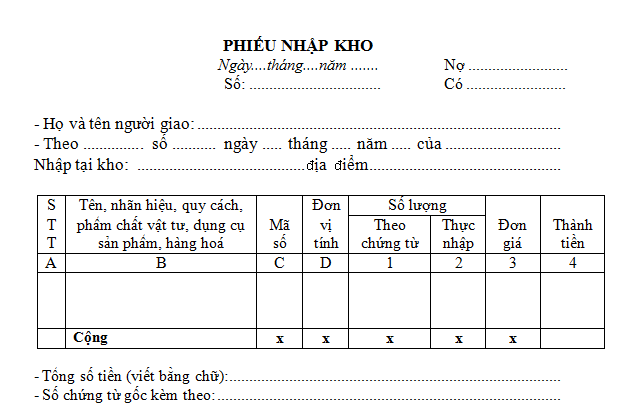 PHIẾU NHẬP KHO
Ngày....tháng....năm ....... Nợ ..........................
Số: .................................. Có ..........................
- Họ và tên người giao: ...............................................................................................
- Theo ................ số ........... ngày ..... tháng ..... năm ..... của ..............................
Nhập tại kho: .....................................địa điểm..................................................
S T T Tên, nhãn hiệu, quy cách, phẩm chất vật tư, dụng cụ sản phẩm, hàng hoá Mã số Đơn vị tính Số lượng Đơn giá Thành tiền
Theo chứng từ Thực nhập
A B C D 1 2 3 4
Cộng x x x x x
- Tổng số tiền (viết bằng chữ):.......................................................................................
- Số chứng từ gốc kèm theo:..........................................................................................